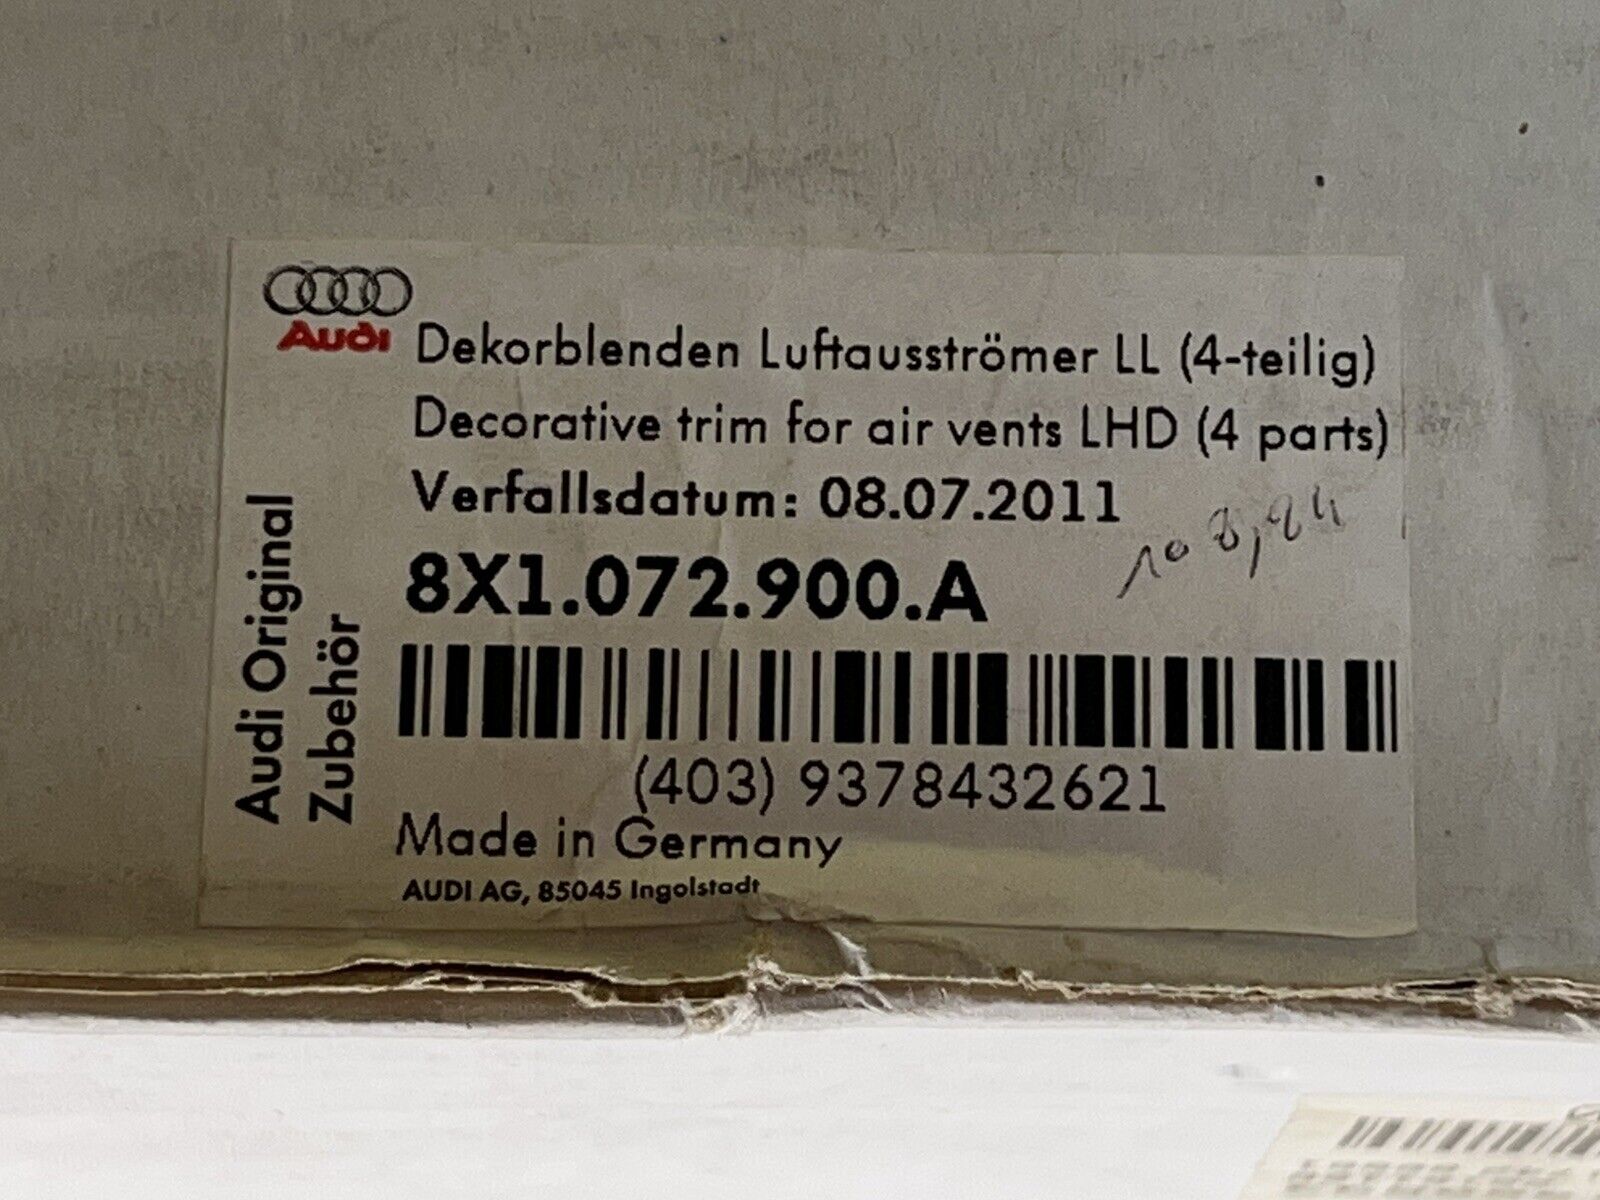 Audi
Dekorblenden Luftausströmer LL (4-teilig)
Decorative trim for air vents LHD (4 parts)
Verfallsdatum: 08.07.2011
8X1.072.900.A
(403) 9378432621
Made in Germany
AUDI AG, 85045 Ingolstadt
Audi Original
Zubehör